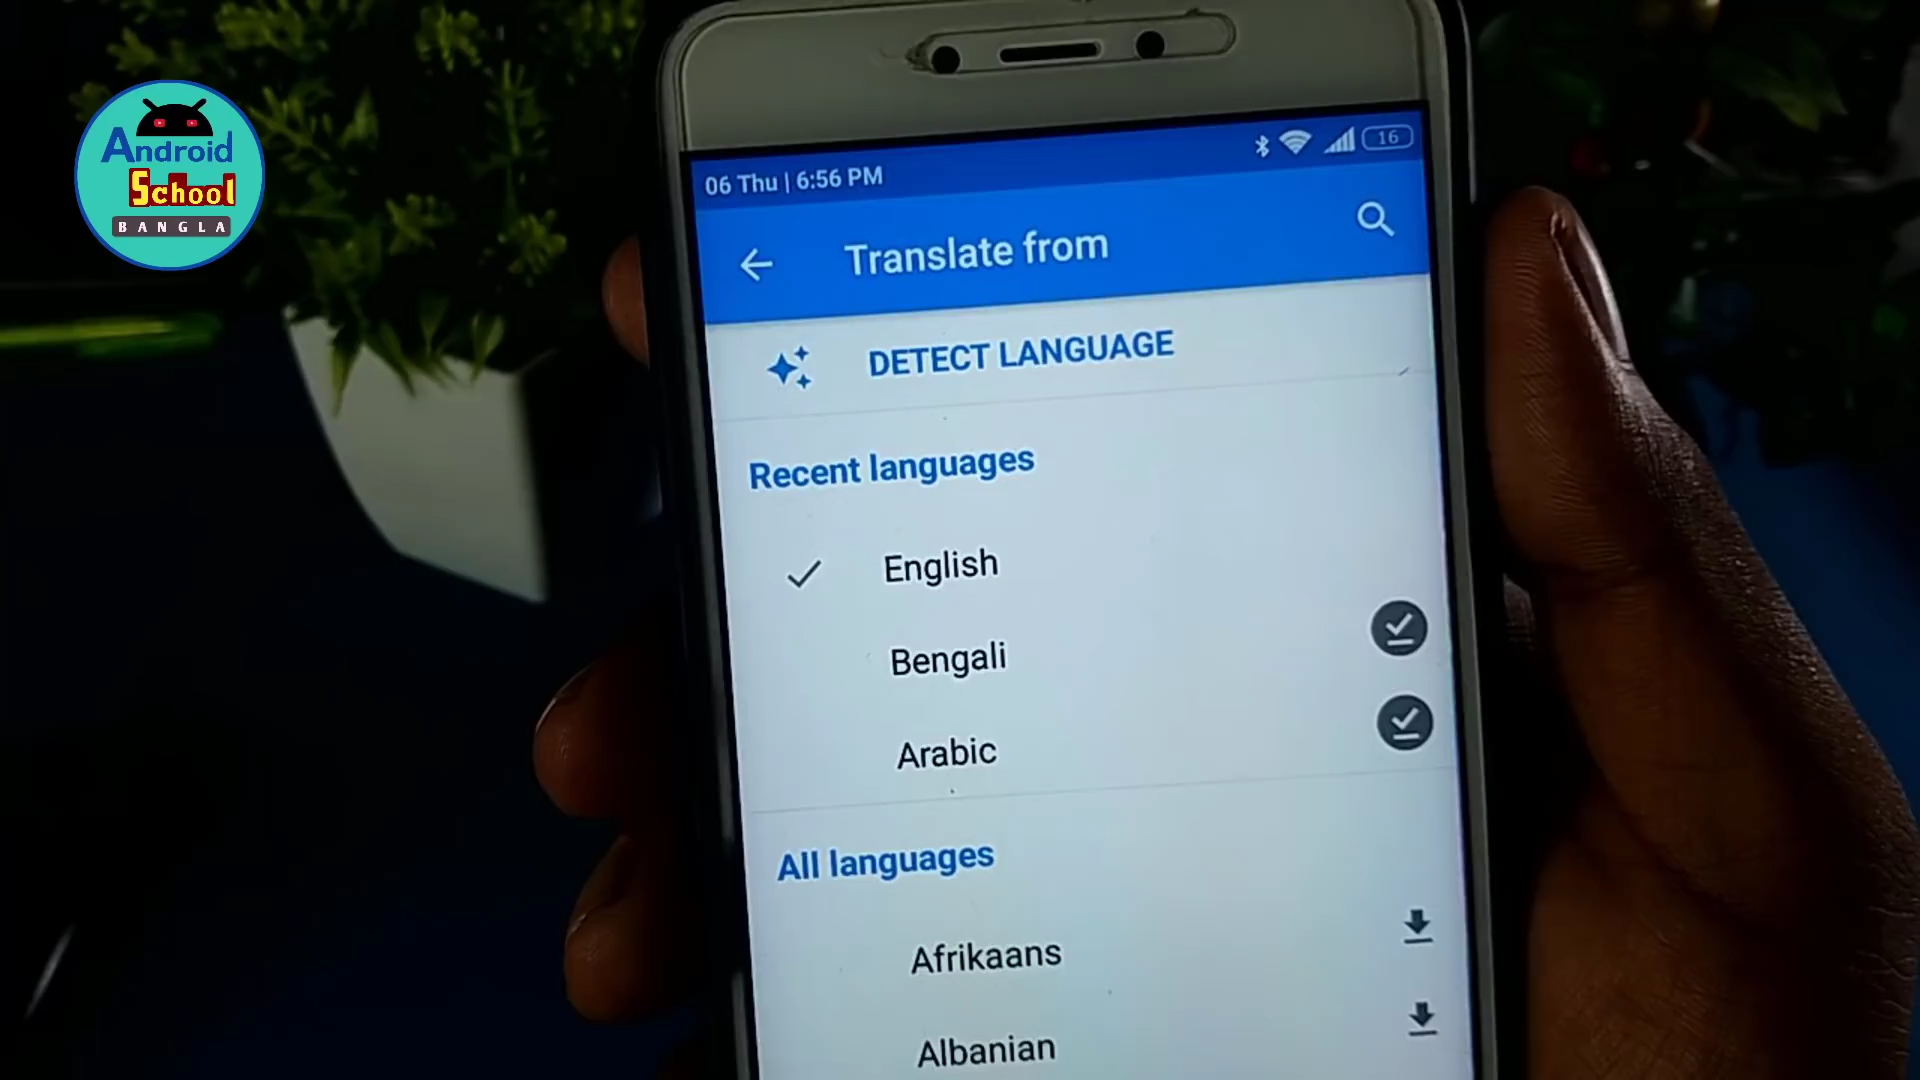 Android
School
BANGLA
06 Thu | 6:56 PM
16
Translate from
DETECT LANGUAGE
Recent languages
English
Bengali
Arabic
All languages
Afrikaans
Albanian